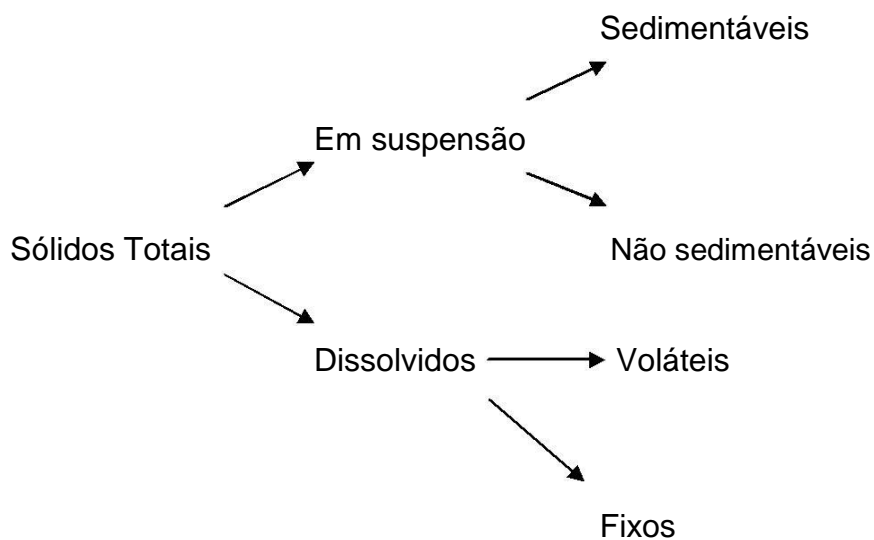 Sedimentáveis
Em suspensão
Sólidos Totais
Não sedimentáveis
Dissolvidos
Voláteis
Fixos